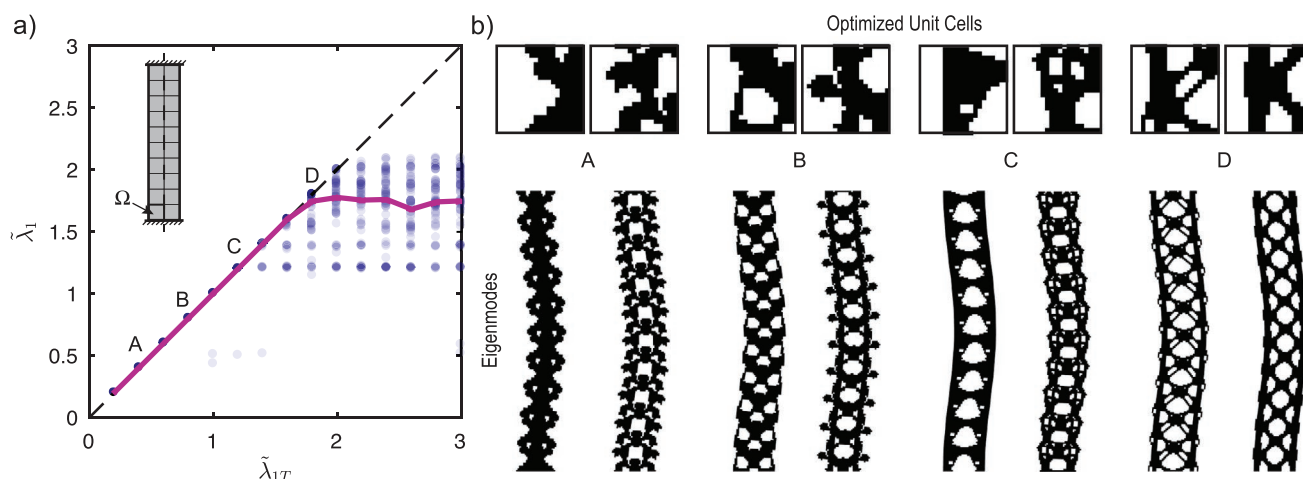 a)
3
2.5
2
1.5
1
0.5
0
0
1
2
3
λ̃₁
λ̃₁T
Ω
A
B
C
D
b)
Optimized Unit Cells
A
B
C
D
Eigenmodes